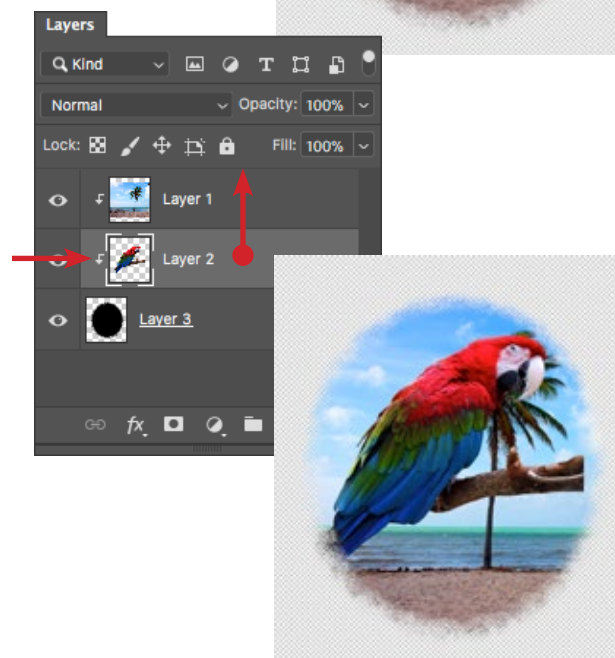 Layers
Kind
Normal Opacity: 100%
Lock: Fill: 100%
Layer 1
Layer 2
Layer 3
fx